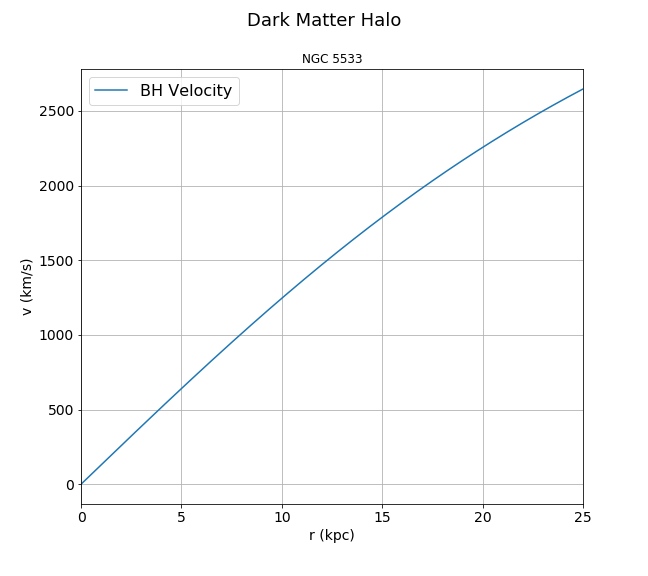 Dark Matter Halo
NGC 5533
BH Velocity
v (km/s)
2500
2000
1500
1000
500
0
0 5 10 15 20 25
r (kpc)